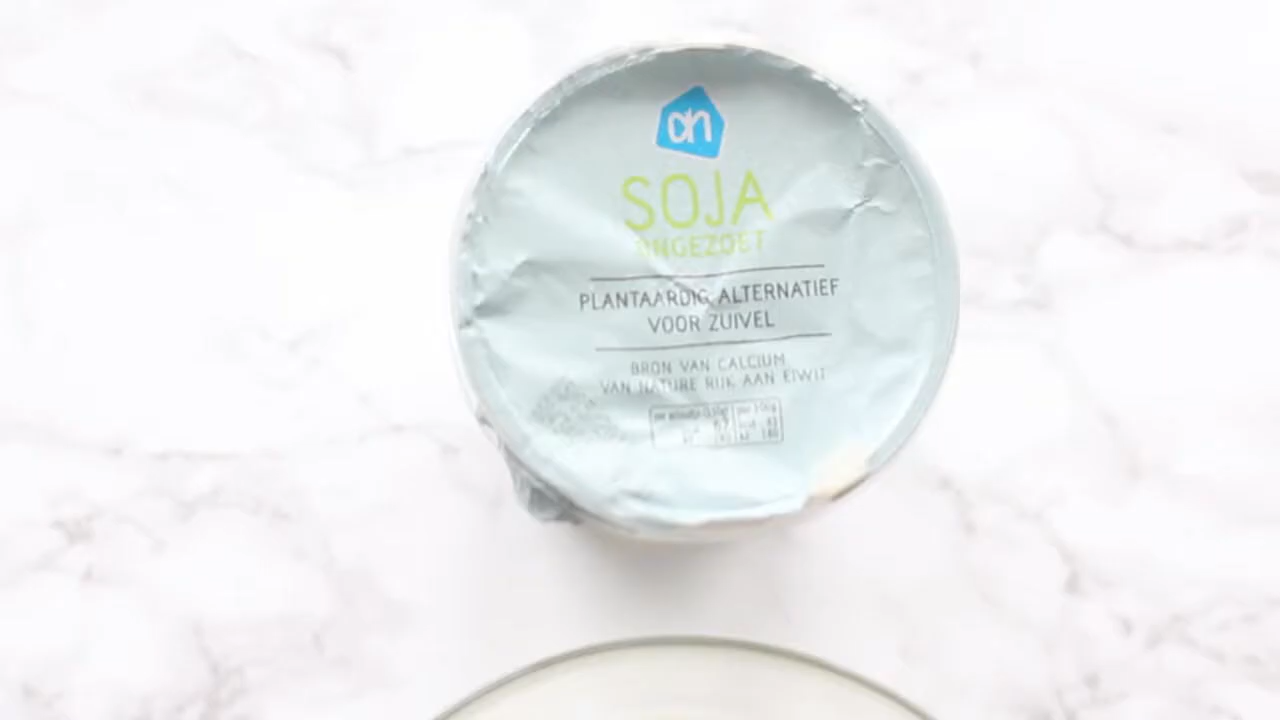 ah
SOJA
ONGEZOET
PLANTAARDIG ALTERNATIEF
VOOR ZUIVEL
BRON VAN CALCIUM
VAN NATURE RIJK AAN EIWIT